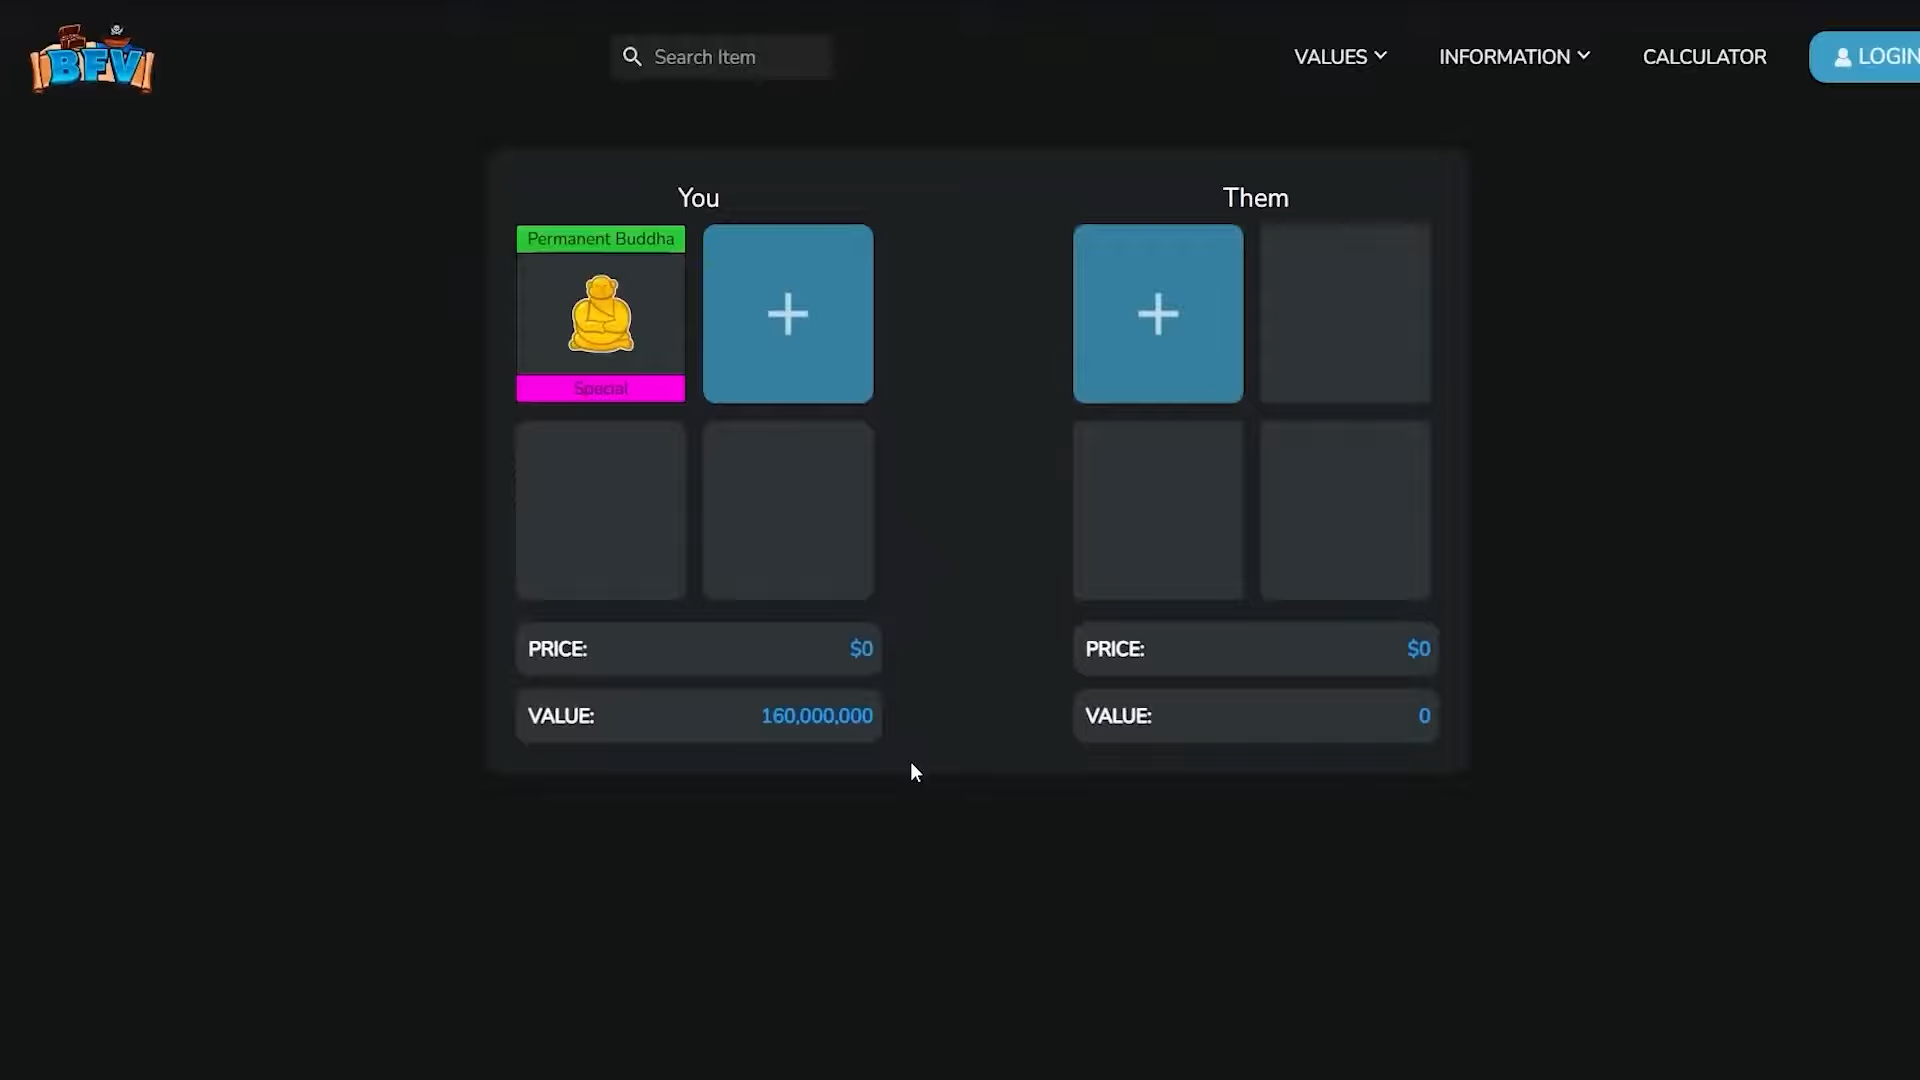 BFV
Search Item
VALUES
INFORMATION
CALCULATOR
LOGIN
You
Them
Permanent Buddha
Special
PRICE: $0
PRICE: $0
VALUE: 160,000,000
VALUE: 0